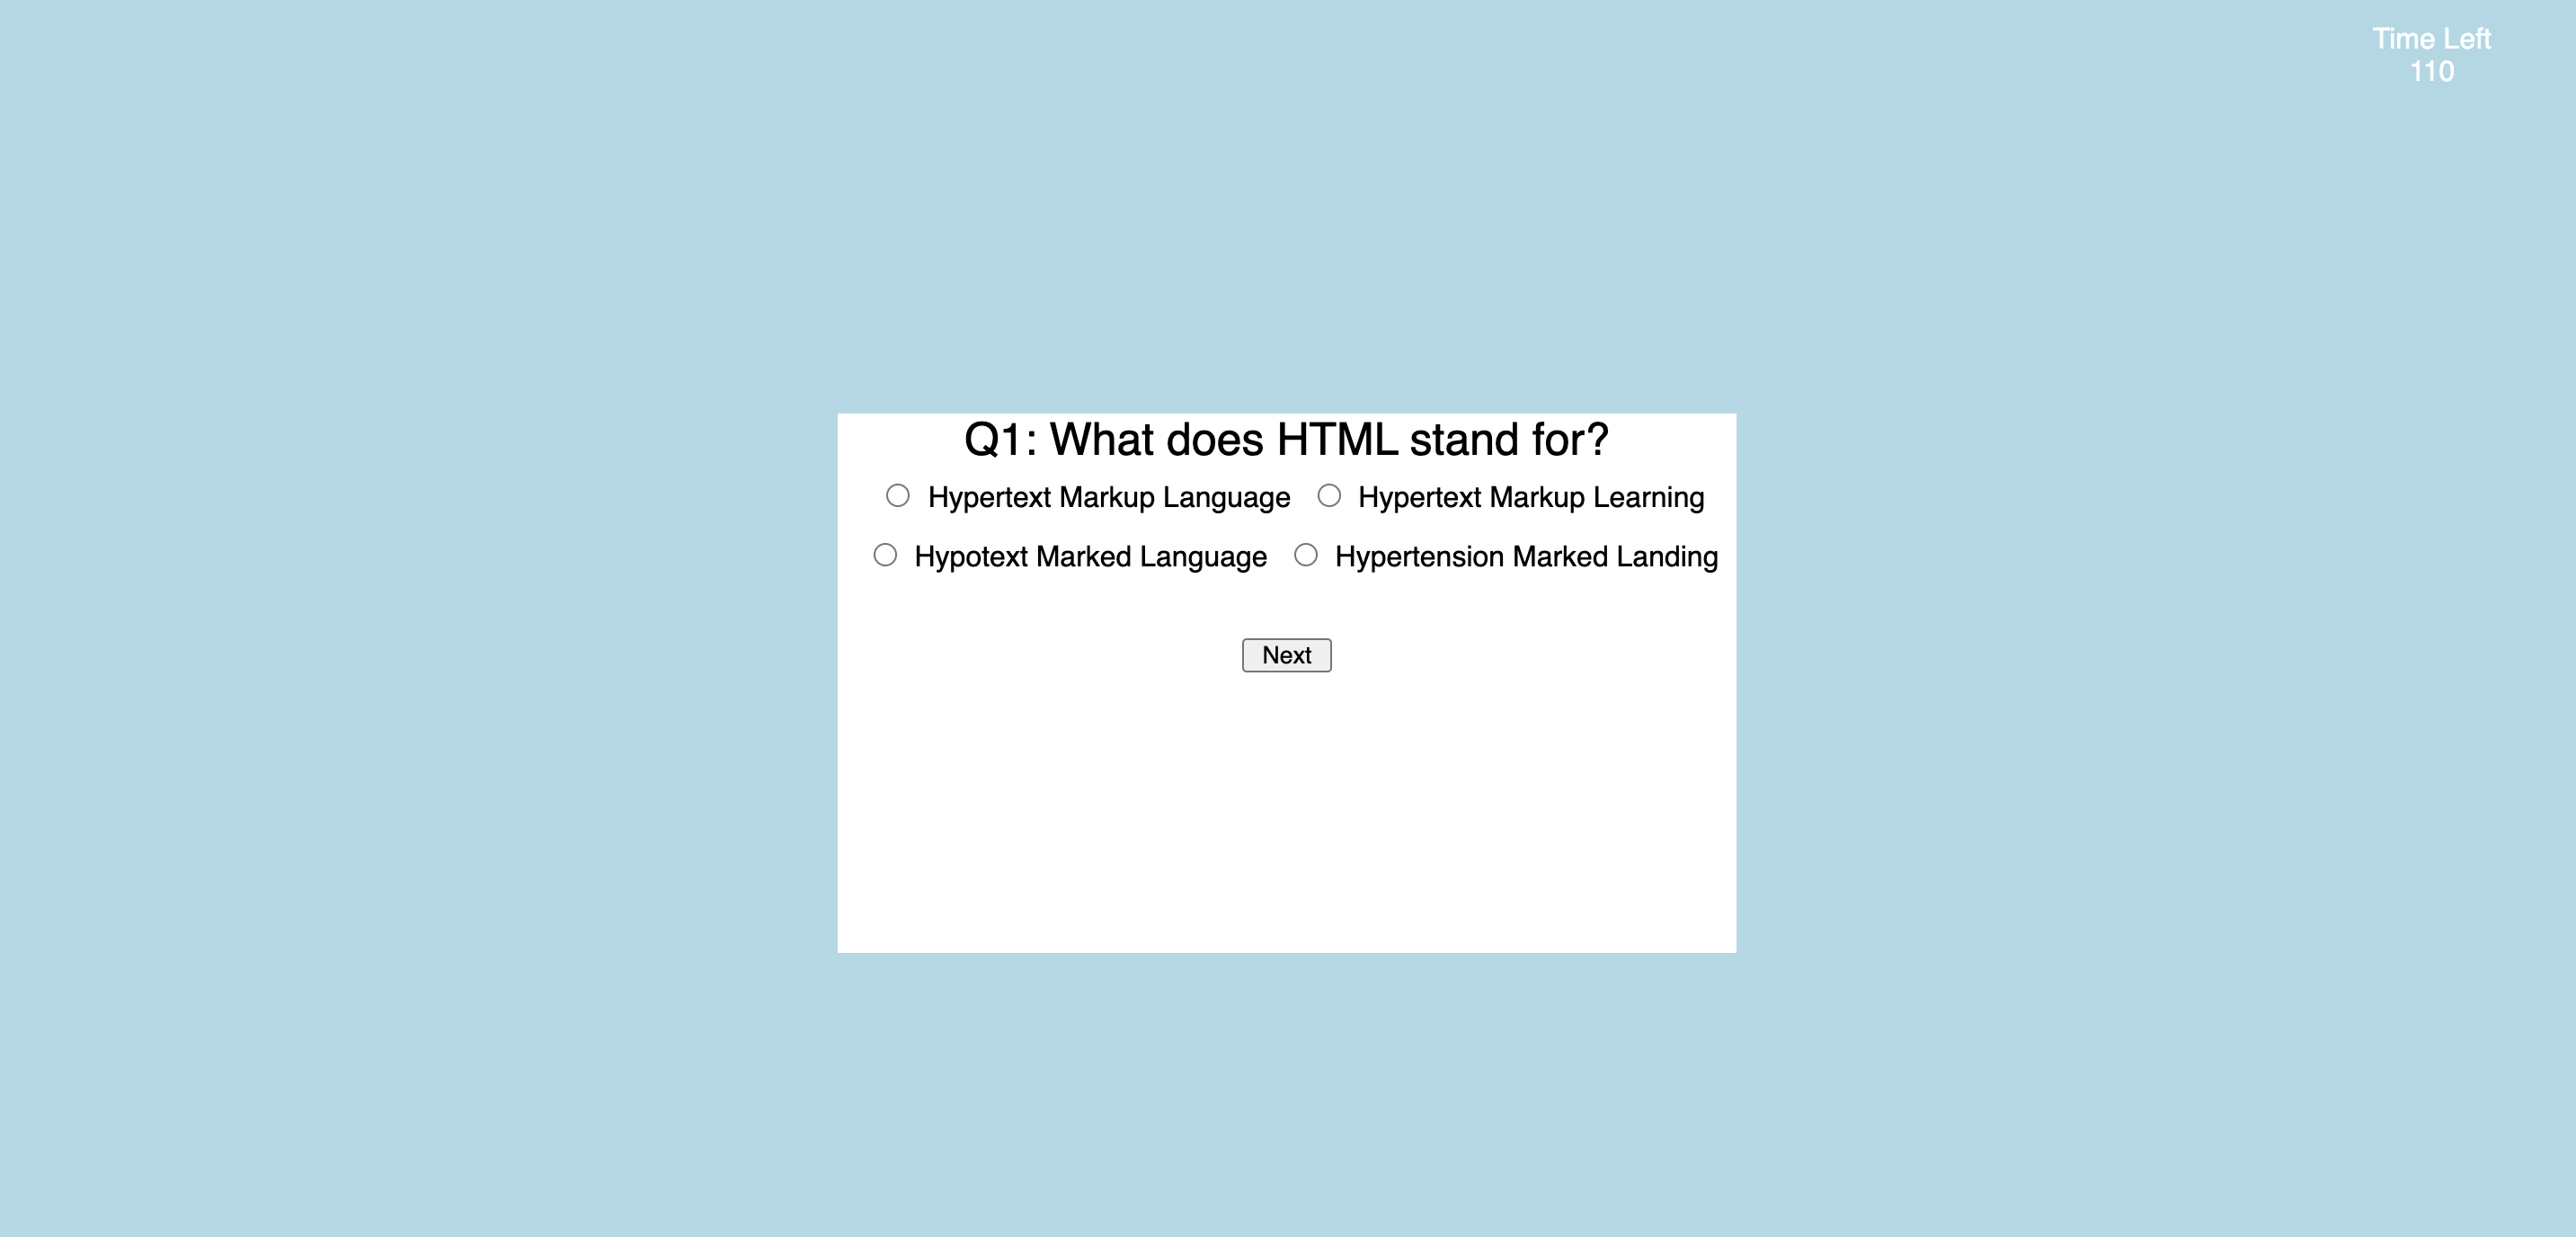 Time Left
110
Q1: What does HTML stand for?
Hypertext Markup Language Hypertext Markup Learning
Hypotext Marked Language Hypertension Marked Landing
Next